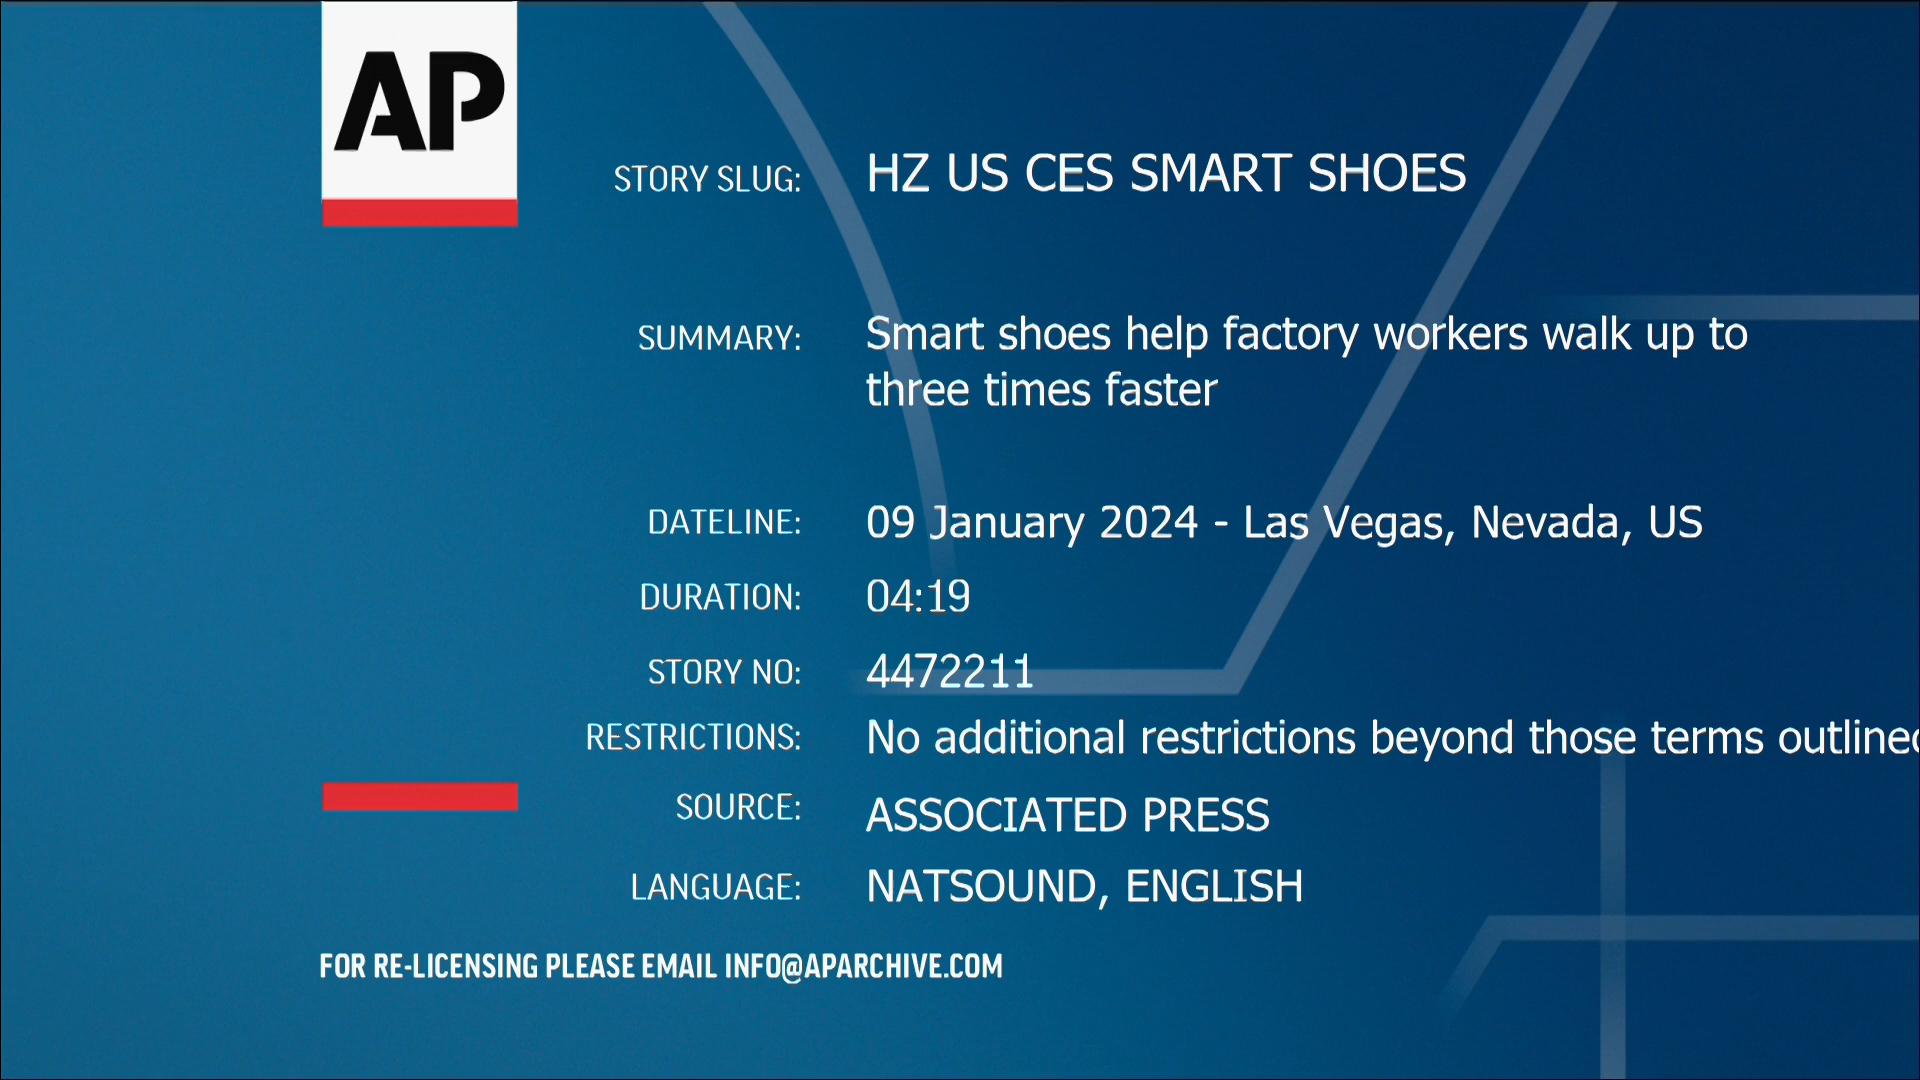 AP
STORY SLUG: HZ US CES SMART SHOES
SUMMARY: Smart shoes help factory workers walk up to
three times faster
DATELINE: 09 January 2024 - Las Vegas, Nevada, US
DURATION: 04:19
STORY NO: 4472211
RESTRICTIONS: No additional restrictions beyond those terms outlined
SOURCE: ASSOCIATED PRESS
LANGUAGE: NATSOUND, ENGLISH
FOR RE-LICENSING PLEASE EMAIL INFO@APARCHIVE.COM